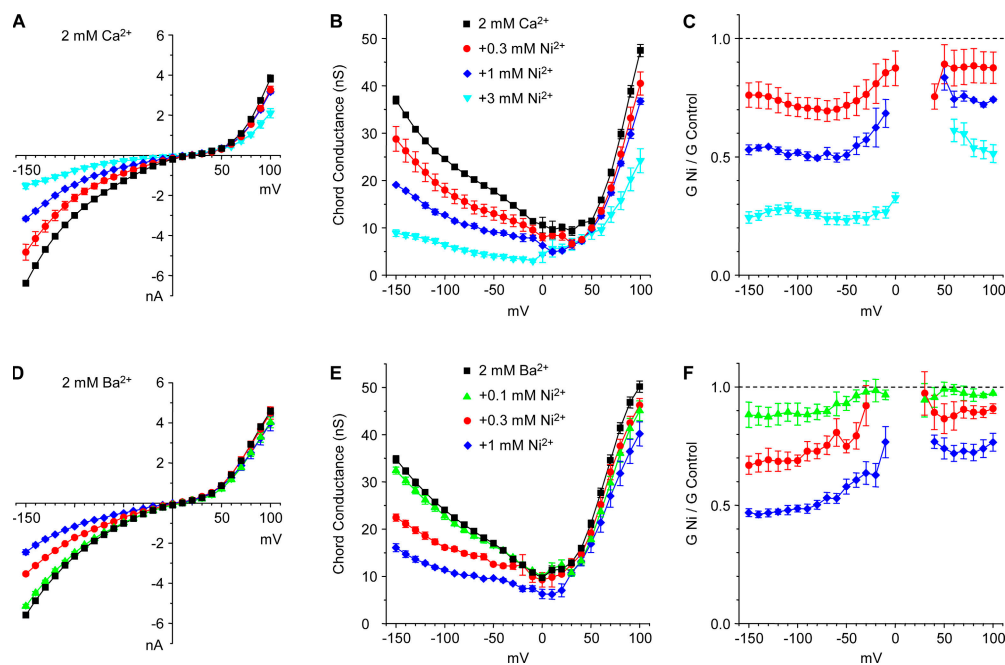 A
2 mM Ca²⁺
6
4
2
-150
50
100
mV
-2
-4
-6
nA
B
2 mM Ca²⁺
+0.3 mM Ni²⁺
+1 mM Ni²⁺
+3 mM Ni²⁺
Chord Conductance (nS)
50
40
30
20
10
0
-150 -100 -50 0 50 100
mV
C
G Ni / G Control
1.0
0.5
0.0
-150 -100 -50 0 50 100
mV
D
2 mM Ba²⁺
6
4
2
-150
50
100
mV
-2
-4
-6
nA
E
2 mM Ba²⁺
+0.1 mM Ni²⁺
+0.3 mM Ni²⁺
+1 mM Ni²⁺
Chord Conductance (nS)
50
40
30
20
10
0
-150 -100 -50 0 50 100
mV
F
G Ni / G Control
1.0
0.5
0.0
-150 -100 -50 0 50 100
mV